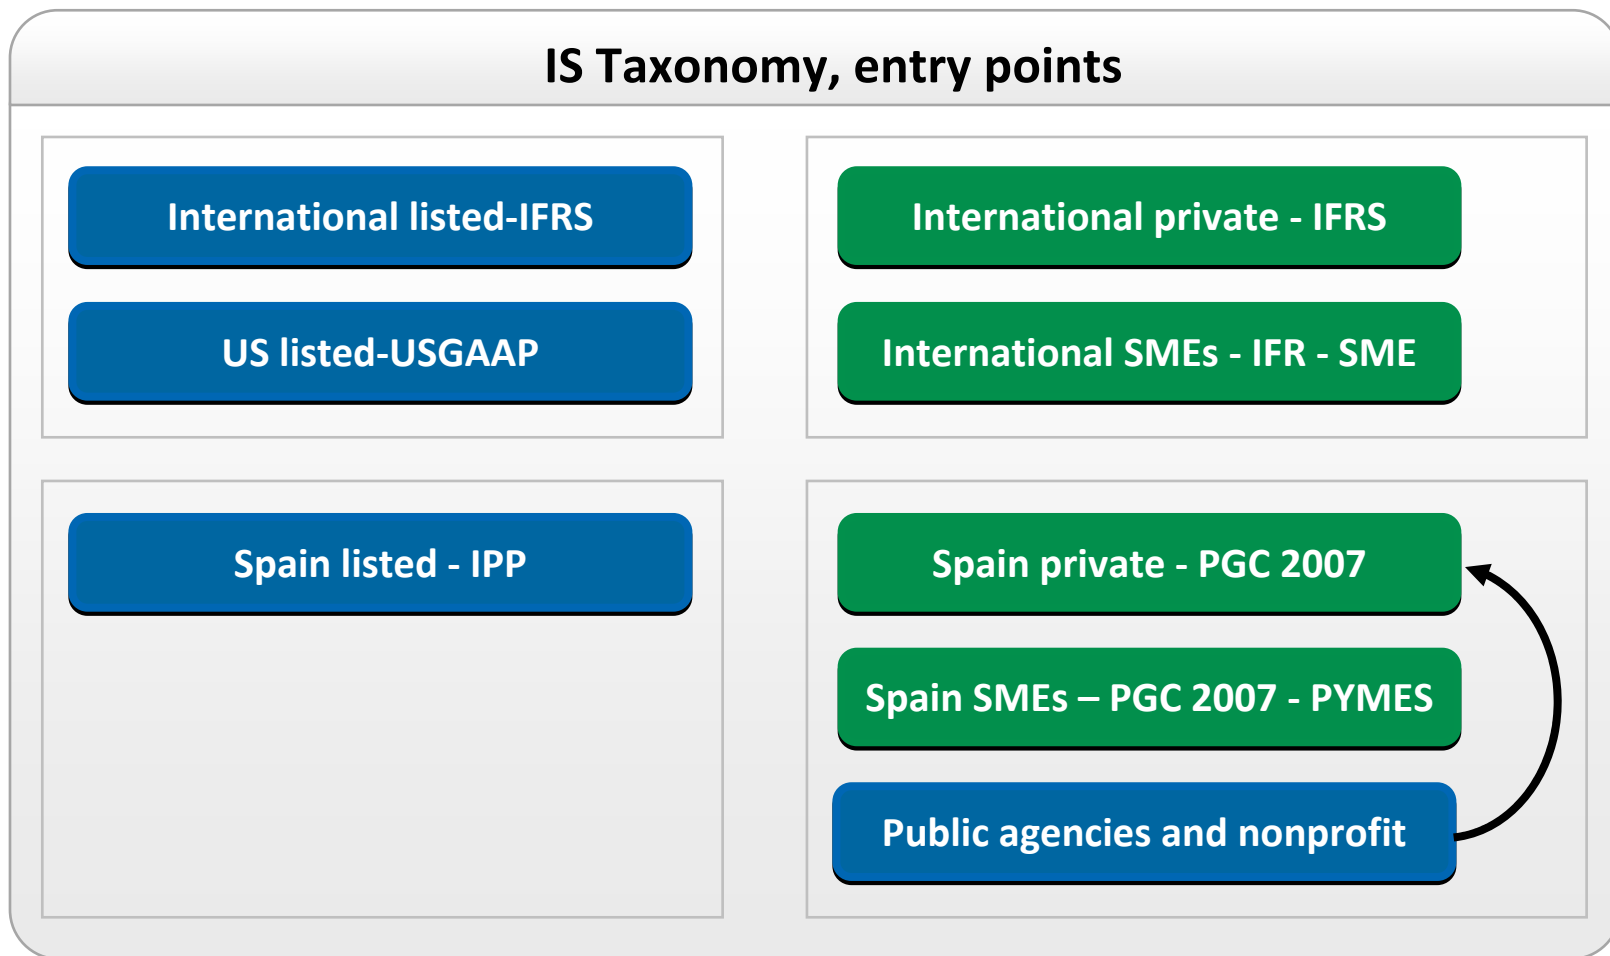 IS Taxonomy, entry points
International listed-IFRS
US listed-USGAAP
International private - IFRS
International SMEs - IFR - SME
Spain listed - IPP
Spain private - PGC 2007
Spain SMEs – PGC 2007 - PYMES
Public agencies and nonprofit